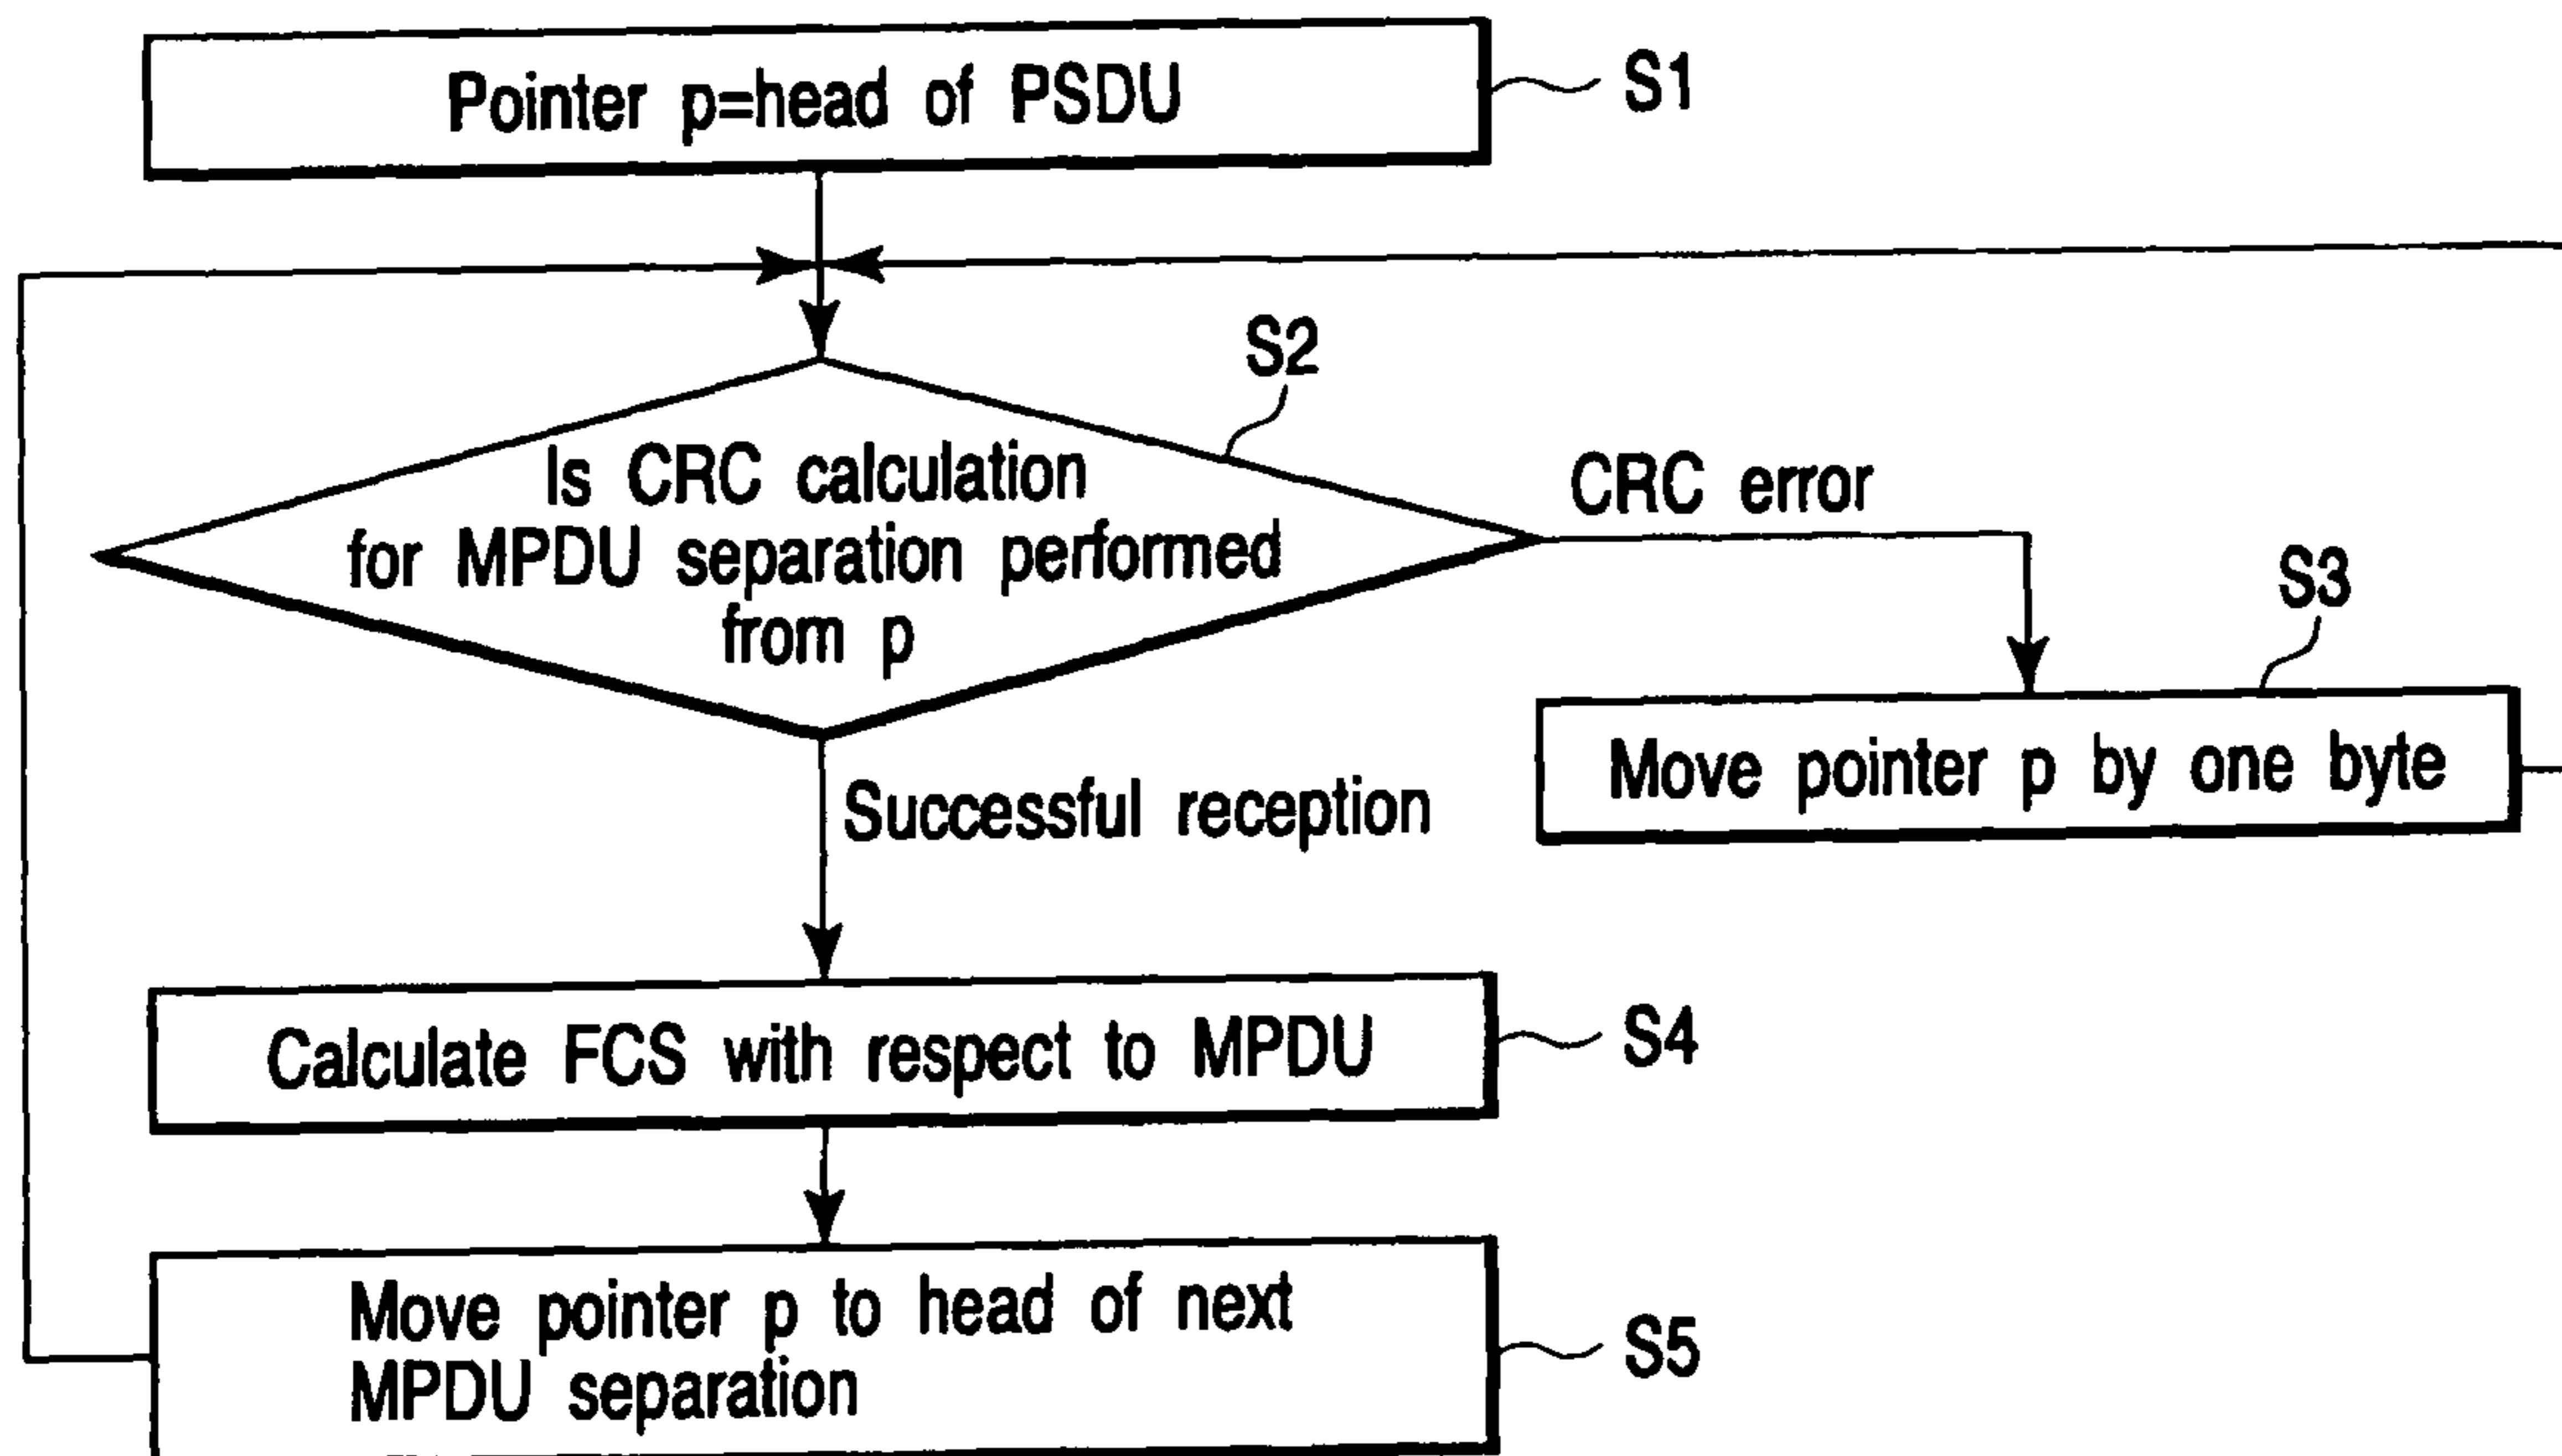 Pointer p=head of PSDU
S1
S2
Is CRC calculation
for MPDU separation performed
from p
CRC error
S3
Move pointer p by one byte
Successful reception
Calculate FCS with respect to MPDU
S4
Move pointer p to head of next
MPDU separation
S5